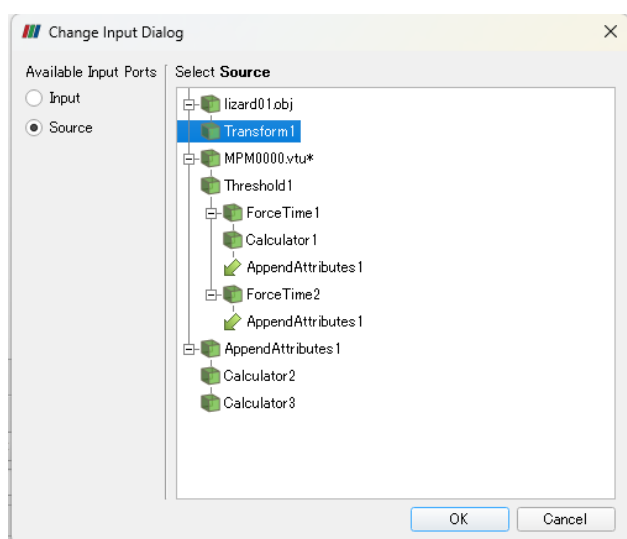 Change Input Dialog
Available Input Ports
Input
Source
Select Source
lizard01.obj
Transform1
MPM0000.vtu*
Threshold1
ForceTime1
Calculator1
AppendAttributes1
ForceTime2
AppendAttributes1
AppendAttributes1
Calculator2
Calculator3
OK
Cancel